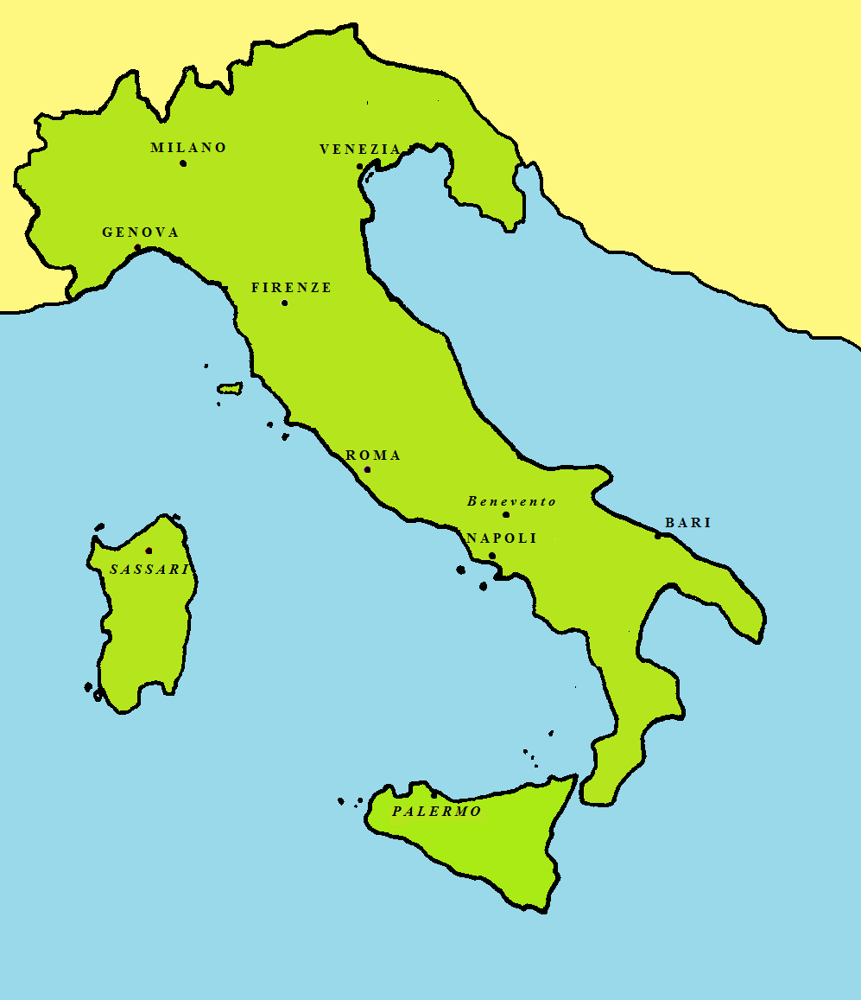 MILANO
VENEZIA
GENOVA
FIRENZE
ROMA
Benevento
BARI
NAPOLI
SASSARI
PALERMO